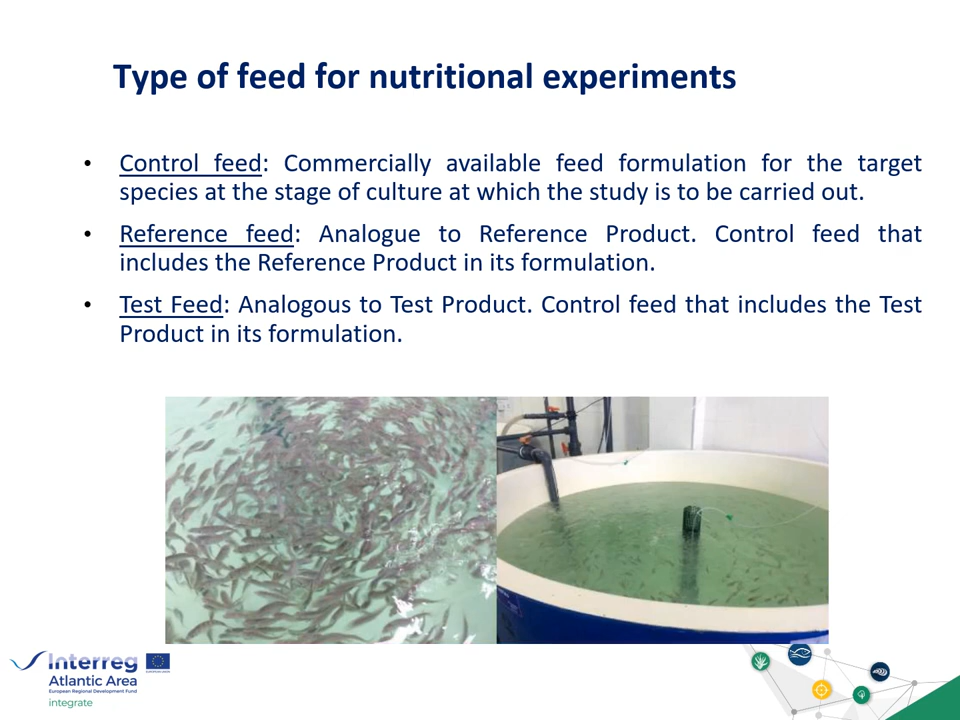 Type of feed for nutritional experiments
• Control feed: Commercially available feed formulation for the target
species at the stage of culture at which the study is to be carried out.
• Reference feed: Analogue to Reference Product. Control feed that
includes the Reference Product in its formulation.
• Test Feed: Analogous to Test Product. Control feed that includes the Test
Product in its formulation.
Interreg
EUROPEAN UNION
Atlantic Area
European Regional Development Fund
integrate